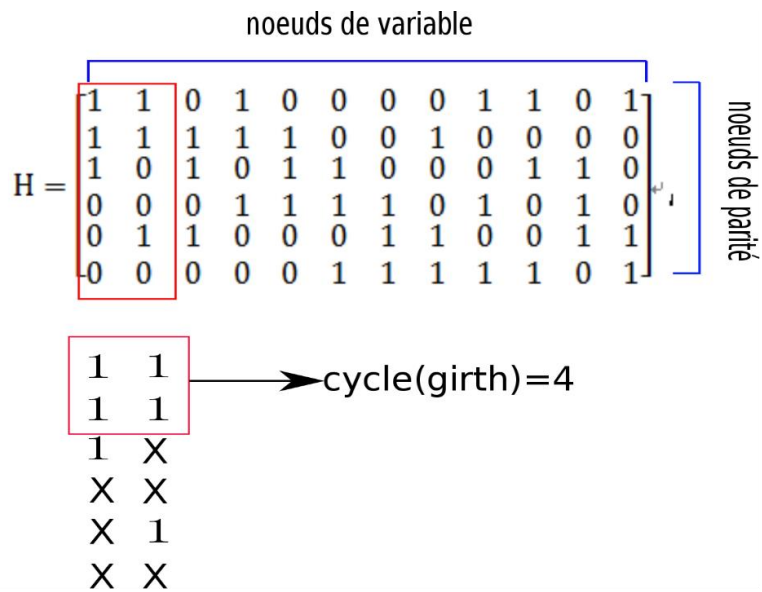 noeuds de variable
1 1 0 1 0 0 0 0 1 1 0 1
1 1 1 1 1 0 0 1 0 0 0 0
H = 1 0 1 0 1 1 0 0 0 1 1 0
0 0 0 1 1 1 1 0 1 0 1 0
0 1 1 0 0 0 1 1 0 0 1 1
0 0 0 0 0 1 1 1 1 1 0 1
noeuds de parité
1 1
1 1
cycle(girth)=4
1 X
X X
X 1
X X